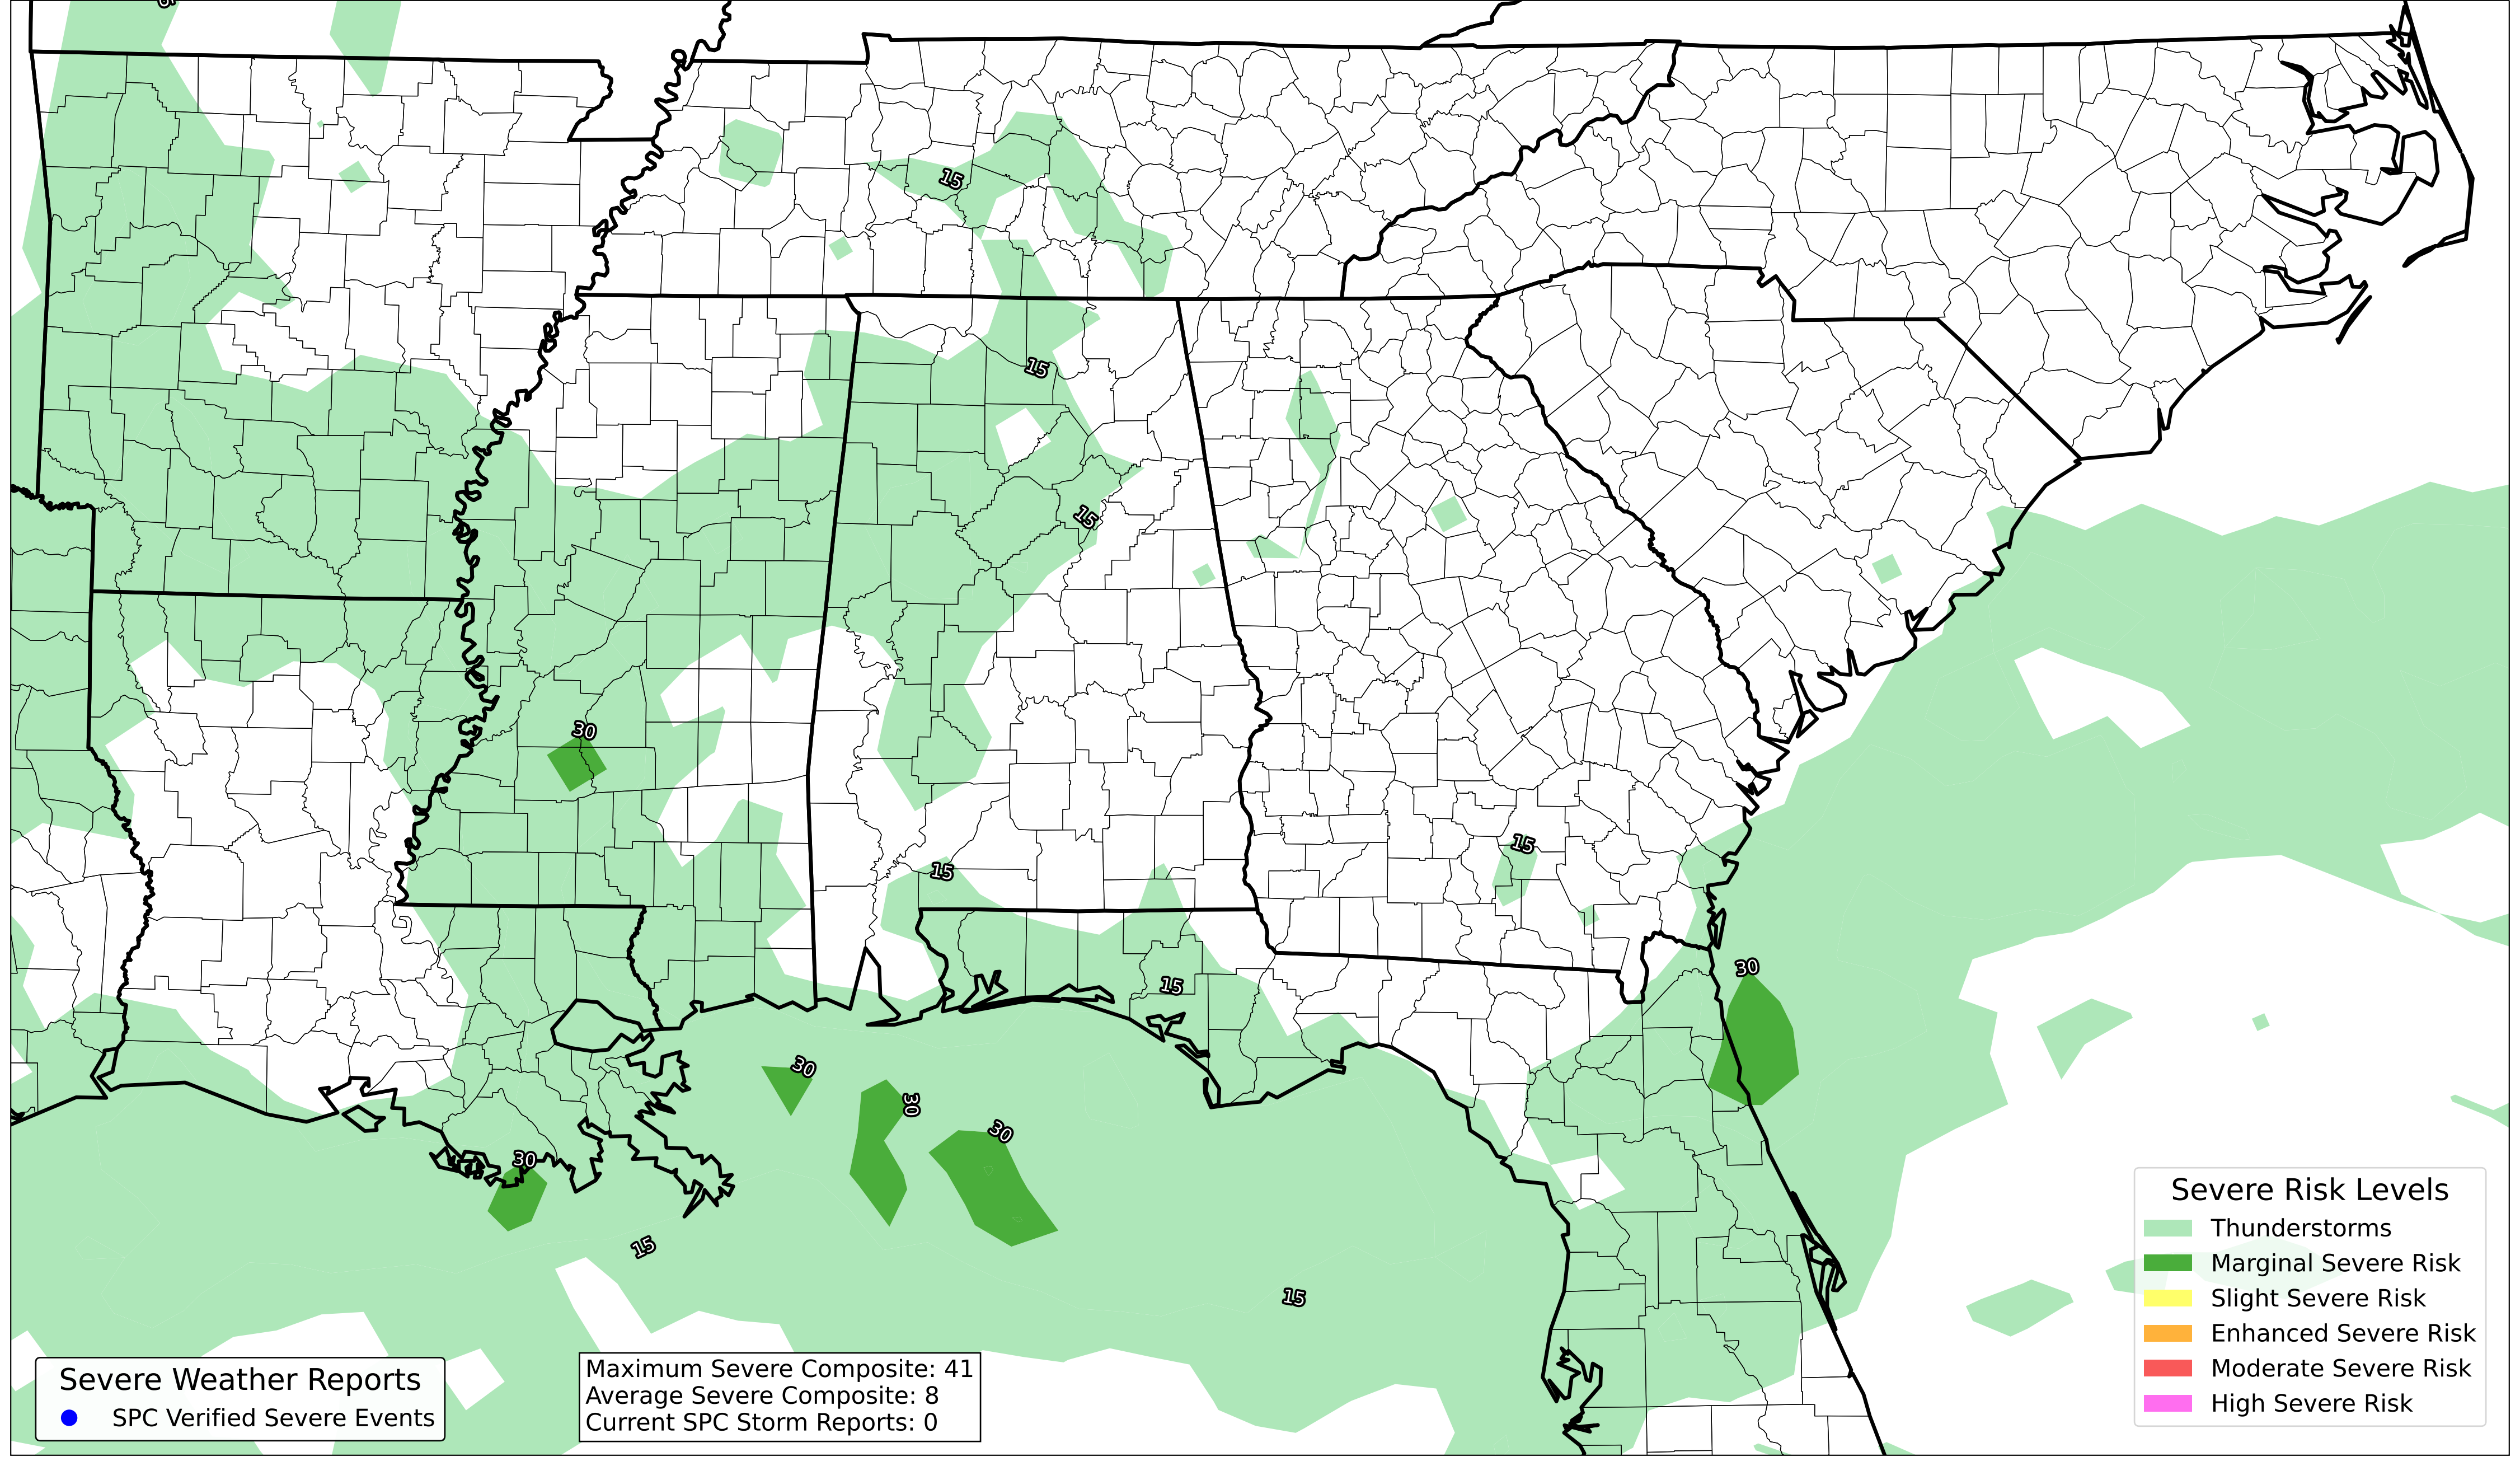 15
15
15
30
15
15
15
30
30
30
30
30
15
15
Severe Risk Levels
Thunderstorms
Marginal Severe Risk
Slight Severe Risk
Enhanced Severe Risk
Moderate Severe Risk
High Severe Risk
Severe Weather Reports
SPC Verified Severe Events
Maximum Severe Composite: 41
Average Severe Composite: 8
Current SPC Storm Reports: 0